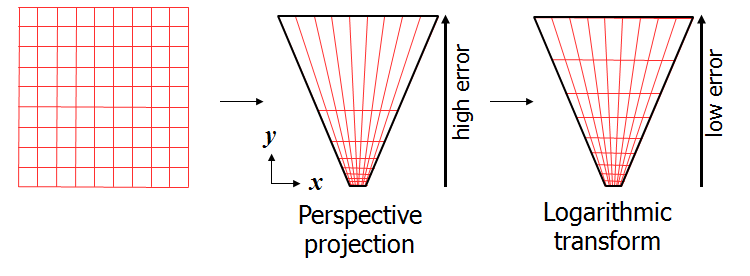 y
x
high error
Perspective
projection
low error
Logarithmic
transform